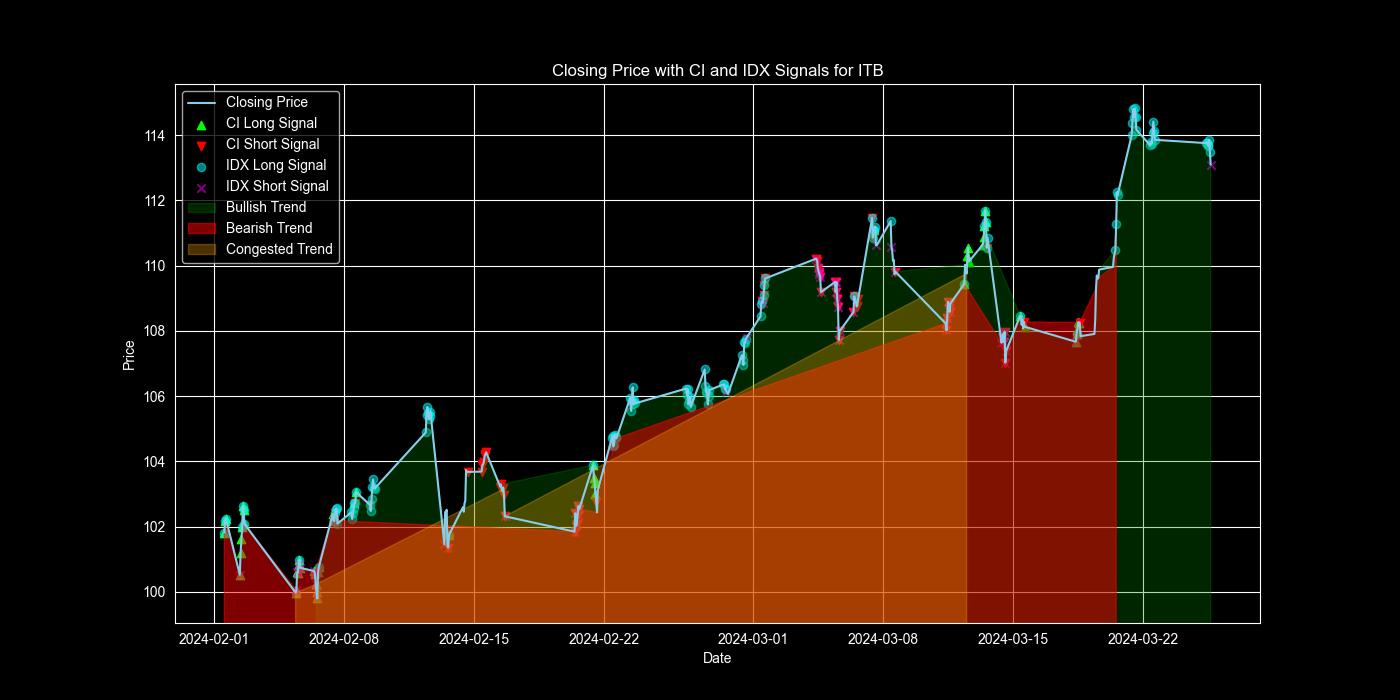 Closing Price with CI and IDX Signals for ITB
Closing Price
CI Long Signal
CI Short Signal
IDX Long Signal
IDX Short Signal
Bullish Trend
Bearish Trend
Congested Trend
Price
114
112
110
108
106
104
102
100
2024-02-01 2024-02-08 2024-02-15 2024-02-22 2024-03-01 2024-03-08 2024-03-15 2024-03-22
Date